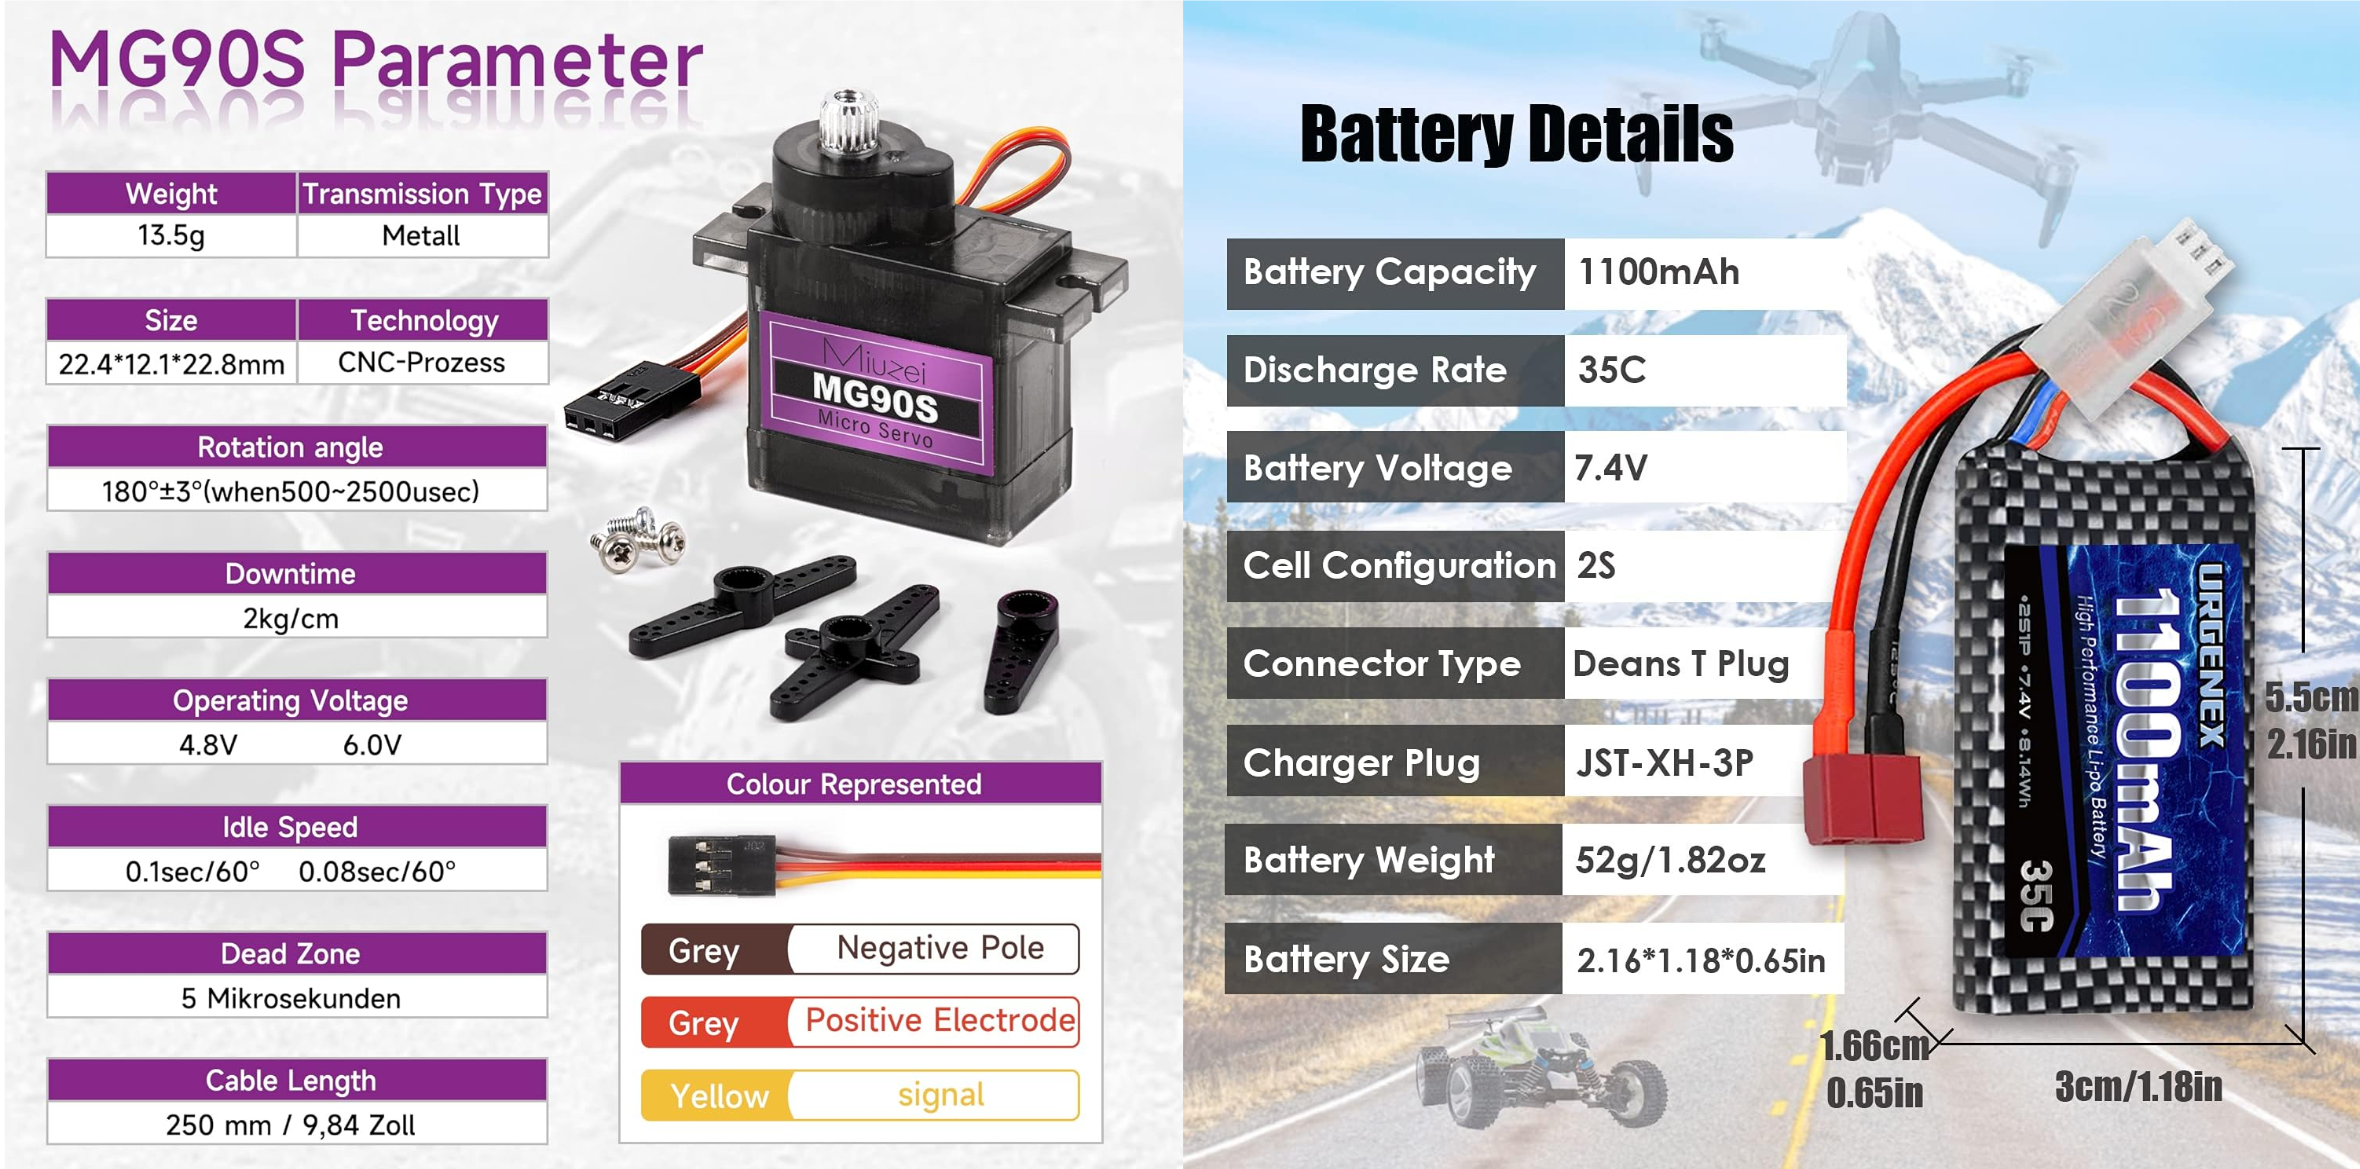 MG90S Parameter
Weight Transmission Type
13.5g Metall
Size Technology
22.4*12.1*22.8mm CNC-Prozess
Rotation angle
180°±3°(when500~2500usec)
Downtime
2kg/cm
Operating Voltage
4.8V 6.0V
Idle Speed
0.1sec/60° 0.08sec/60°
Dead Zone
5 Mikrosekunden
Cable Length
250 mm / 9,84 Zoll
Miuzei
MG90S
Micro Servo
Colour Represented
Grey Negative Pole
Grey Positive Electrode
Yellow signal
Battery Details
Battery Capacity 1100mAh
Discharge Rate 35C
Battery Voltage 7.4V
Cell Configuration 2S
Connector Type Deans T Plug
Charger Plug JST-XH-3P
Battery Weight 52g/1.82oz
Battery Size 2.16*1.18*0.65in
URGENEX
1100mAh
High Performance Li-po Battery
•2S1P •7.4V •8.14Wh
35C
5.5cm
2.16in
1.66cm
0.65in
3cm/1.18in